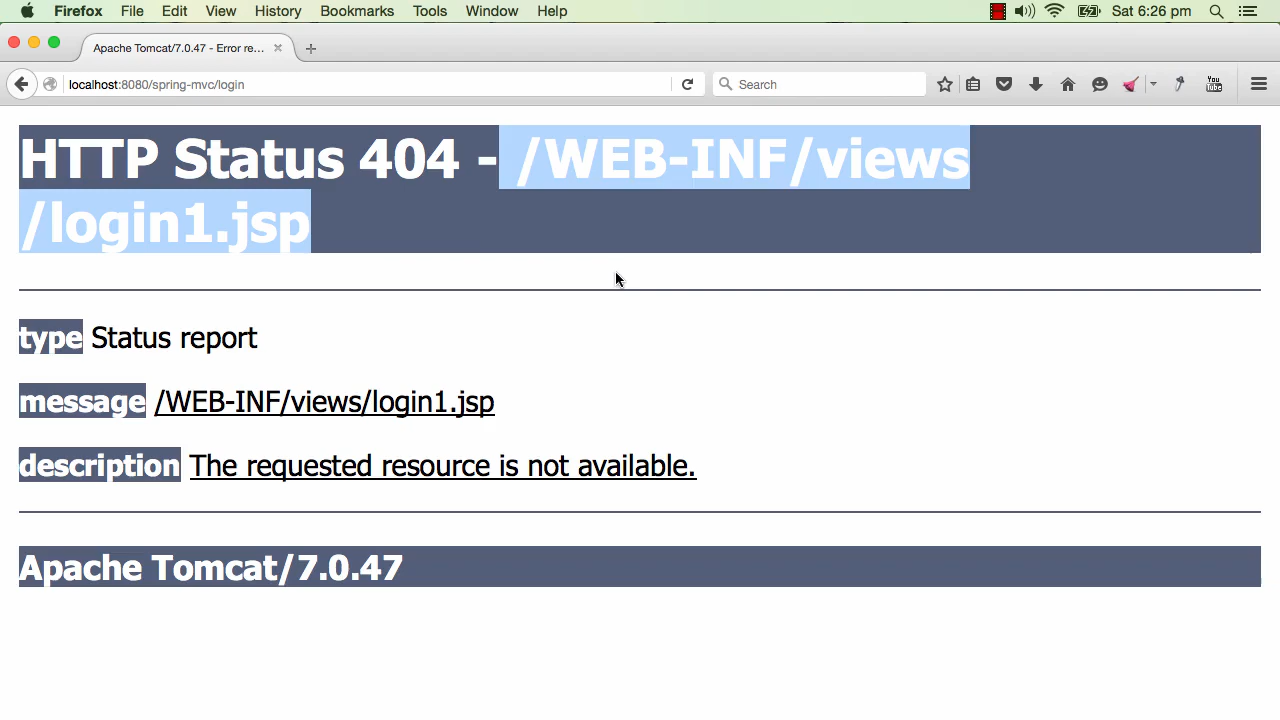 Firefox File Edit View History Bookmarks Tools Window Help Sat 6:26 pm
Apache Tomcat/7.0.47 - Error re...
localhost:8080/spring-mvc/login Search You Tube
HTTP Status 404 - /WEB-INF/views
/login1.jsp
type Status report
message /WEB-INF/views/login1.jsp
description The requested resource is not available.
Apache Tomcat/7.0.47